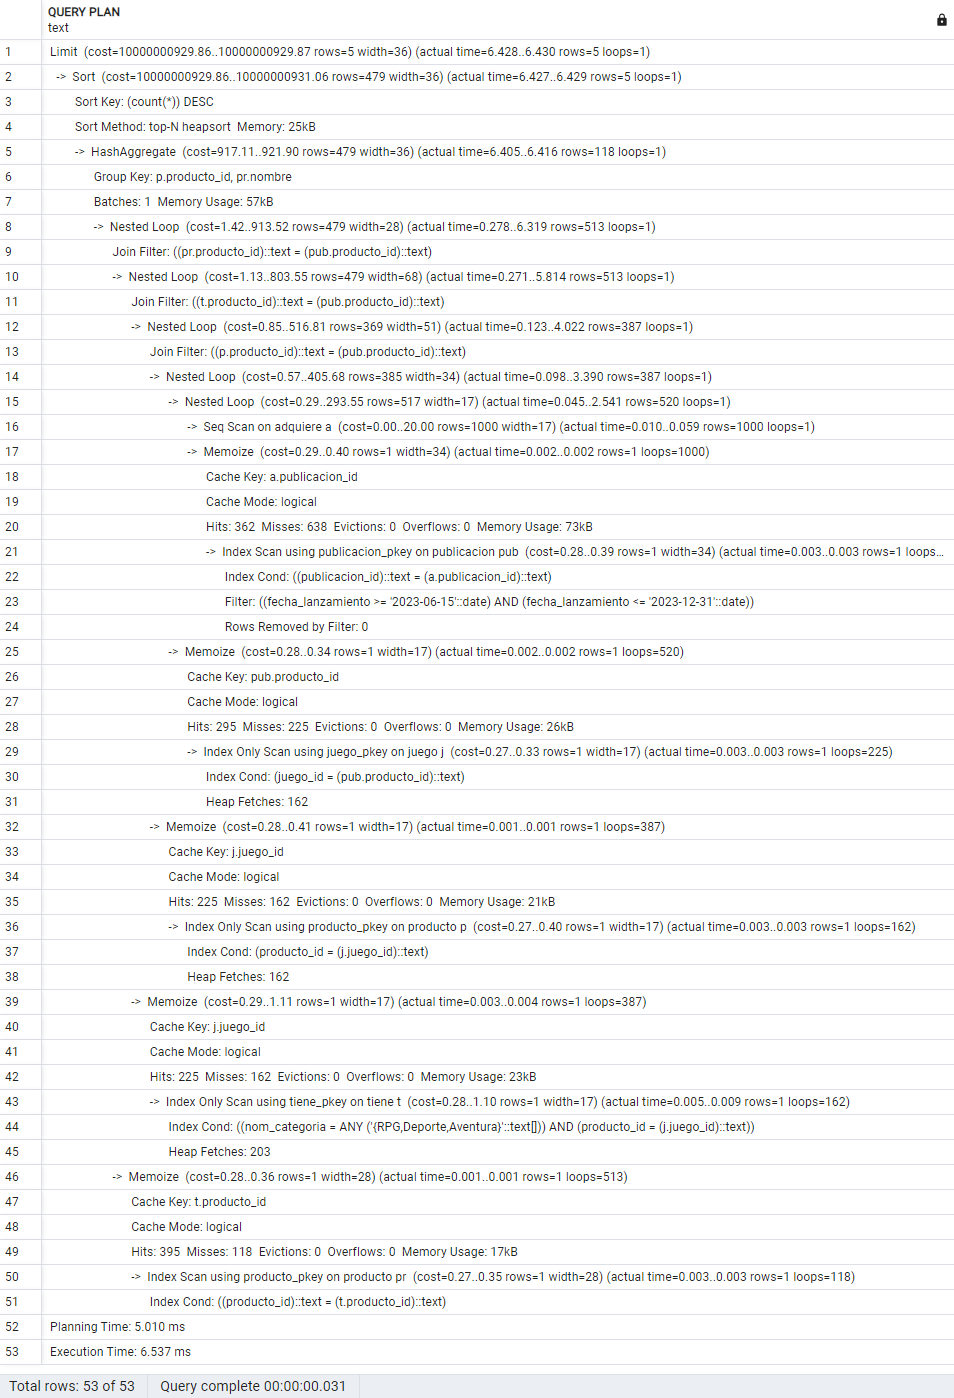 QUERY PLAN
text
1 Limit (cost=10000000929.86..10000000929.87 rows=5 width=36) (actual time=6.428..6.430 rows=5 loops=1)
2 -> Sort (cost=10000000929.86..10000000931.06 rows=479 width=36) (actual time=6.427..6.429 rows=5 loops=1)
3 Sort Key: (count(*)) DESC
4 Sort Method: top-N heapsort Memory: 25kB
5 -> HashAggregate (cost=917.11..921.90 rows=479 width=36) (actual time=6.405..6.416 rows=118 loops=1)
6 Group Key: p.producto_id, pr.nombre
7 Batches: 1 Memory Usage: 57kB
8 -> Nested Loop (cost=1.42..913.52 rows=479 width=28) (actual time=0.278..6.319 rows=513 loops=1)
9 Join Filter: ((pr.producto_id)::text = (pub.producto_id)::text)
10 -> Nested Loop (cost=1.13..803.55 rows=479 width=68) (actual time=0.271..5.814 rows=513 loops=1)
11 Join Filter: ((t.producto_id)::text = (pub.producto_id)::text)
12 -> Nested Loop (cost=0.85..516.81 rows=369 width=51) (actual time=0.123..4.022 rows=387 loops=1)
13 Join Filter: ((p.producto_id)::text = (pub.producto_id)::text)
14 -> Nested Loop (cost=0.57..405.68 rows=385 width=34) (actual time=0.098..3.390 rows=387 loops=1)
15 -> Nested Loop (cost=0.29..293.55 rows=517 width=17) (actual time=0.045..2.541 rows=520 loops=1)
16 -> Seq Scan on adquiere a (cost=0.00..20.00 rows=1000 width=17) (actual time=0.010..0.059 rows=1000 loops=1)
17 -> Memoize (cost=0.29..0.40 rows=1 width=34) (actual time=0.002..0.002 rows=1 loops=1000)
18 Cache Key: a.publicacion_id
19 Cache Mode: logical
20 Hits: 362 Misses: 638 Evictions: 0 Overflows: 0 Memory Usage: 73kB
21 -> Index Scan using publicacion_pkey on publicacion pub (cost=0.28..0.39 rows=1 width=34) (actual time=0.003..0.003 rows=1 loops...
22 Index Cond: ((publicacion_id)::text = (a.publicacion_id)::text)
23 Filter: ((fecha_lanzamiento >= '2023-06-15'::date) AND (fecha_lanzamiento <= '2023-12-31'::date))
24 Rows Removed by Filter: 0
25 -> Memoize (cost=0.28..0.34 rows=1 width=17) (actual time=0.002..0.002 rows=1 loops=520)
26 Cache Key: pub.producto_id
27 Cache Mode: logical
28 Hits: 295 Misses: 225 Evictions: 0 Overflows: 0 Memory Usage: 26kB
29 -> Index Only Scan using juego_pkey on juego j (cost=0.27..0.33 rows=1 width=17) (actual time=0.003..0.003 rows=1 loops=225)
30 Index Cond: (juego_id = (pub.producto_id)::text)
31 Heap Fetches: 162
32 -> Memoize (cost=0.28..0.41 rows=1 width=17) (actual time=0.001..0.001 rows=1 loops=387)
33 Cache Key: j.juego_id
34 Cache Mode: logical
35 Hits: 225 Misses: 162 Evictions: 0 Overflows: 0 Memory Usage: 21kB
36 -> Index Only Scan using producto_pkey on producto p (cost=0.27..0.40 rows=1 width=17) (actual time=0.003..0.003 rows=1 loops=162)
37 Index Cond: (producto_id = (j.juego_id)::text)
38 Heap Fetches: 162
39 -> Memoize (cost=0.29..1.11 rows=1 width=17) (actual time=0.003..0.004 rows=1 loops=387)
40 Cache Key: j.juego_id
41 Cache Mode: logical
42 Hits: 225 Misses: 162 Evictions: 0 Overflows: 0 Memory Usage: 23kB
43 -> Index Only Scan using tiene_pkey on tiene t (cost=0.28..1.10 rows=1 width=17) (actual time=0.005..0.009 rows=1 loops=162)
44 Index Cond: ((nom_categoria = ANY ('{RPG,Deporte,Aventura}'::text[])) AND (producto_id = (j.juego_id)::text))
45 Heap Fetches: 203
46 -> Memoize (cost=0.28..0.36 rows=1 width=28) (actual time=0.001..0.001 rows=1 loops=513)
47 Cache Key: t.producto_id
48 Cache Mode: logical
49 Hits: 395 Misses: 118 Evictions: 0 Overflows: 0 Memory Usage: 17kB
50 -> Index Scan using producto_pkey on producto pr (cost=0.27..0.35 rows=1 width=28) (actual time=0.003..0.003 rows=1 loops=118)
51 Index Cond: ((producto_id)::text = (t.producto_id)::text)
52 Planning Time: 5.010 ms
53 Execution Time: 6.537 ms
Total rows: 53 of 53 Query complete 00:00:00.031